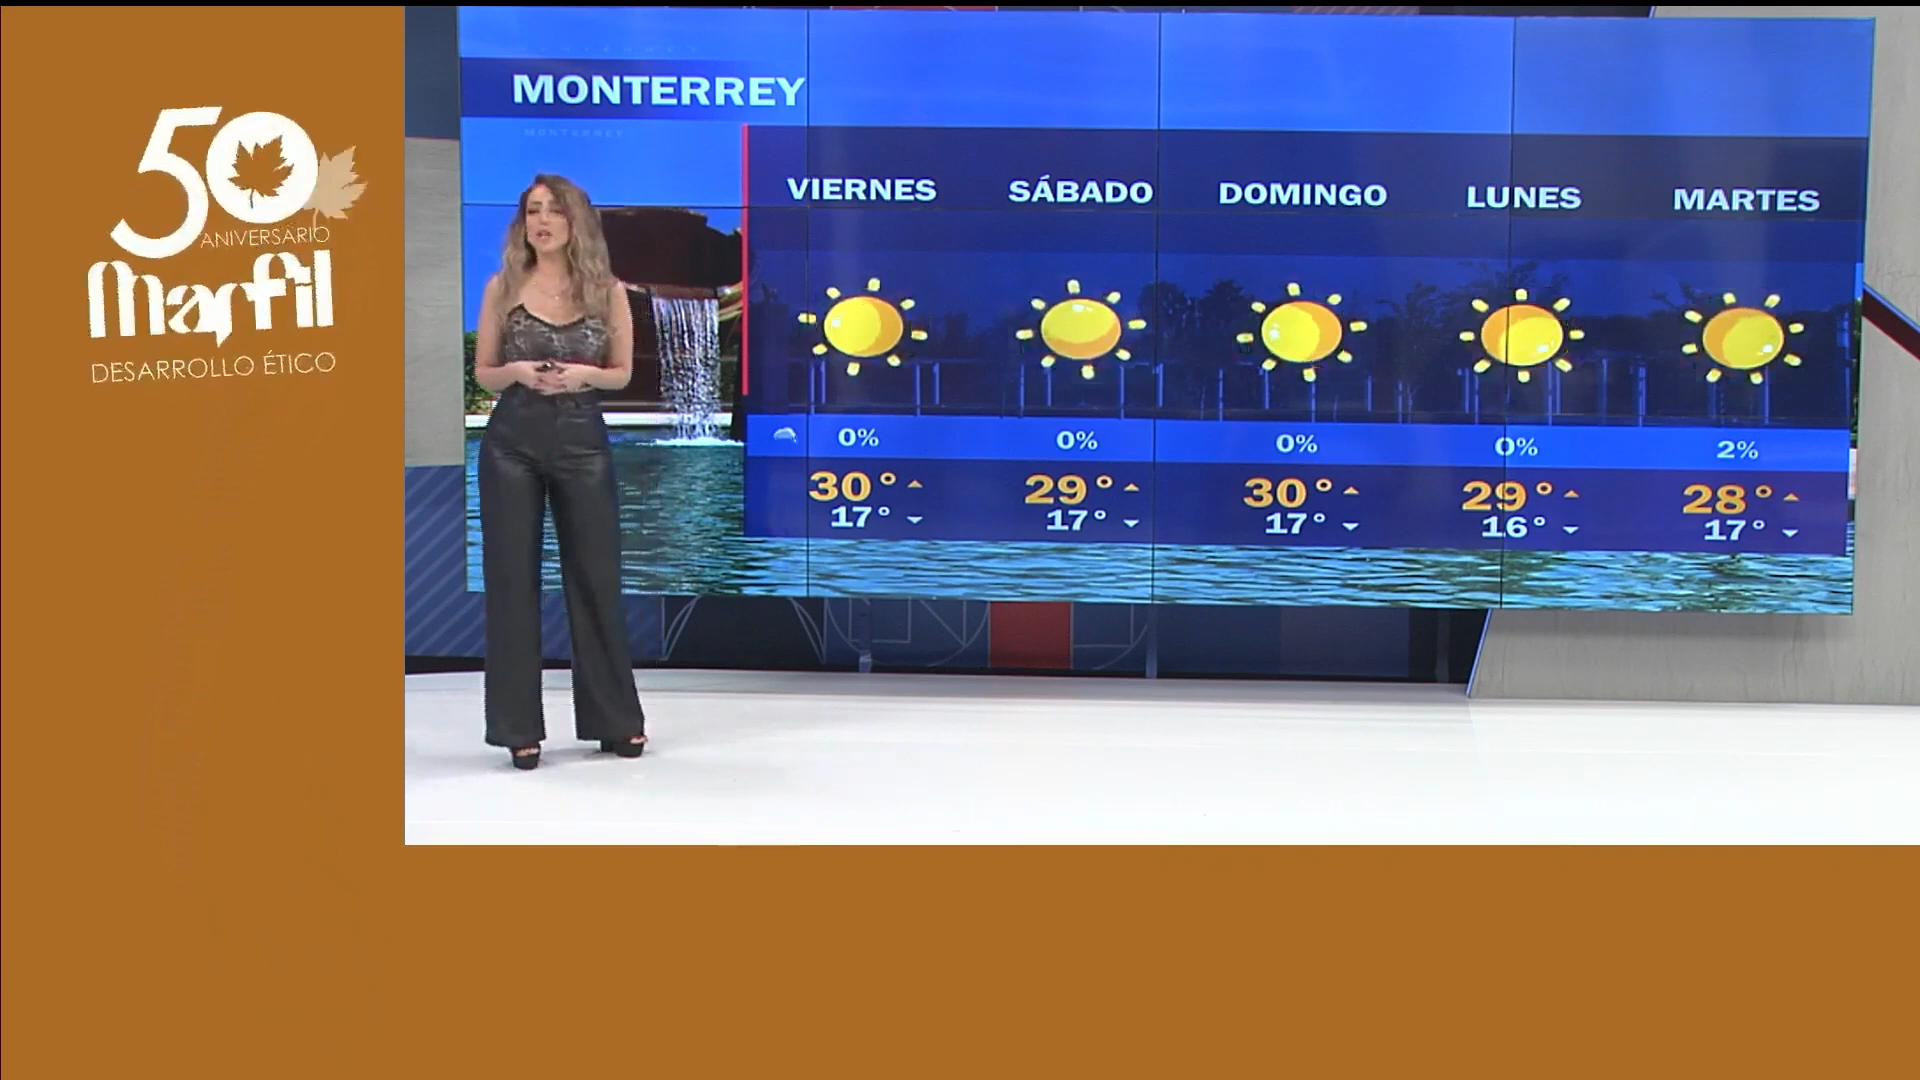 50
ANIVERSARIO
Marfil
DESARROLLO ÉTICO
MONTERREY
MONTERREY
VIERNES SÁBADO DOMINGO LUNES MARTES
0% 0% 0% 0% 2%
30° 29° 30° 29° 28°
17° 17° 17° 16° 17°